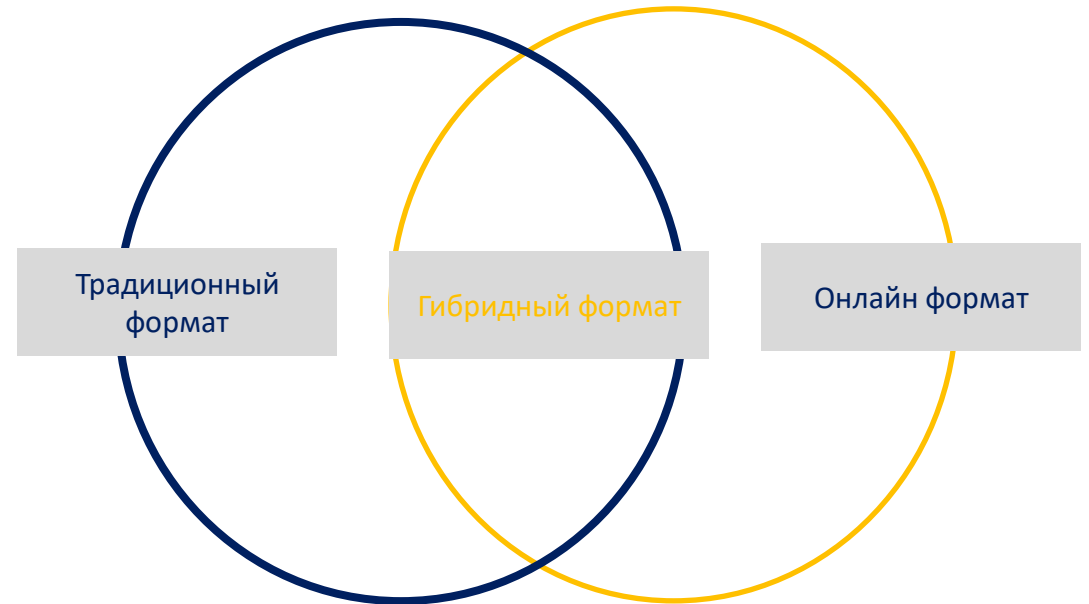 Традиционный
формат
Гибридный формат
Онлайн формат